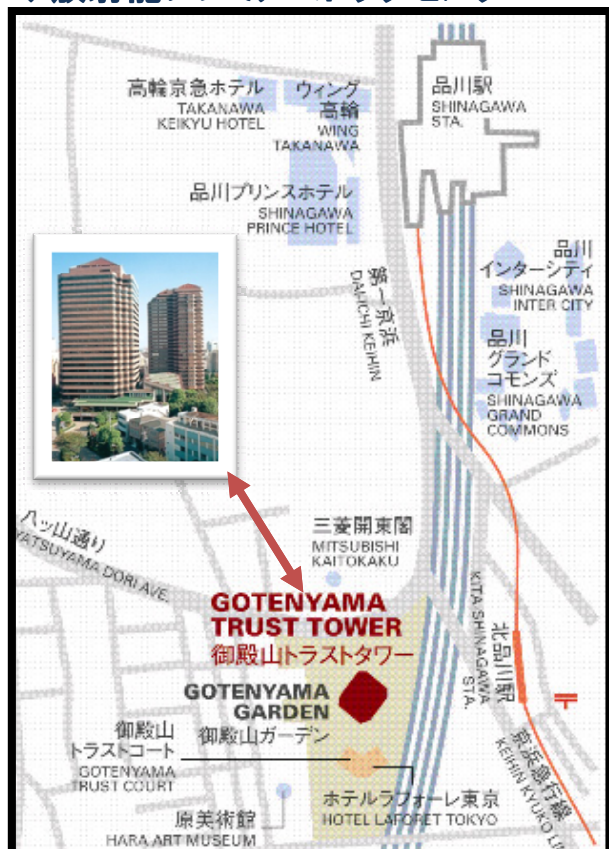 高輪京急ホテル
TAKANAWA
KEIKYU HOTEL
ウィング
高輪
WING
TAKANAWA
品川駅
SHINAGAWA
STA.
品川プリンスホテル
SHINAGAWA
PRINCE HOTEL
第一京浜
DAI-ICHI KEIHIN
品川
インターシティ
SHINAGAWA
INTER CITY
品川
グランド
コモンズ
SHINAGAWA
GRAND
COMMONS
八ッ山通り
YATSUYAMA DORI AVE.
三菱開東閣
MITSUBISHI
KAITOKAKU
GOTENYAMA
TRUST TOWER
御殿山トラストタワー
GOTENYAMA
GARDEN
御殿山ガーデン
北品川駅
KITA SHINAGAWA
STA.
御殿山
トラストコート
GOTENYAMA
TRUST COURT
ホテルラフォーレ東京
HOTEL LAFORET TOKYO
原美術館
HARA ART MUSEUM
京浜急行線
KEIHIN KYUKO